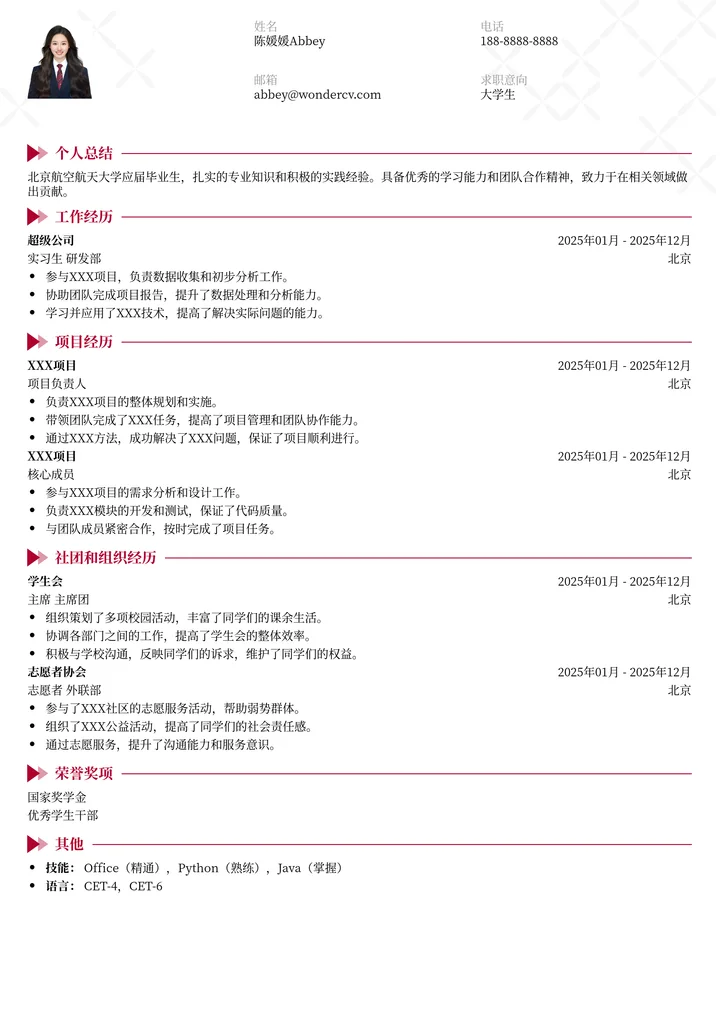 姓名
陈媛媛Abbey
电话
188-8888-8888
邮箱
abbey@wondercv.com
求职意向
大学生
个人总结
北京航空航天大学应届毕业生，扎实的专业知识和积极的实践经验。具备优秀的学习能力和团队合作精神，致力于在相关领域做
出贡献。
工作经历
超级公司 2025年01月 - 2025年12月
实习生 研发部 北京
• 参与XXX项目，负责数据收集和初步分析工作。
• 协助团队完成项目报告，提升了数据处理和分析能力。
• 学习并应用了XXX技术，提高了解决实际问题的能力。
项目经历
XXX项目 2025年01月 - 2025年12月
项目负责人 北京
• 负责XXX项目的整体规划和实施。
• 带领团队完成了XXX任务，提高了项目管理和团队协作能力。
• 通过XXX方法，成功解决了XXX问题，保证了项目顺利进行。
XXX项目 2025年01月 - 2025年12月
核心成员 北京
• 参与XXX项目的需求分析和设计工作。
• 负责XXX模块的开发和测试，保证了代码质量。
• 与团队成员紧密合作，按时完成了项目任务。
社团和组织经历
学生会 2025年01月 - 2025年12月
主席 主席团 北京
• 组织策划了多项校园活动，丰富了同学们的课余生活。
• 协调各部门之间的工作，提高了学生会的整体效率。
• 积极与学校沟通，反映同学们的诉求，维护了同学们的权益。
志愿者协会 2025年01月 - 2025年12月
志愿者 外联部 北京
• 参与了XXX社区的志愿服务活动，帮助弱势群体。
• 组织了XXX公益活动，提高了同学们的社会责任感。
• 通过志愿服务，提升了沟通能力和服务意识。
荣誉奖项
国家奖学金
优秀学生干部
其他
• 技能： Office（精通），Python（熟练），Java（掌握）
• 语言： CET-4，CET-6